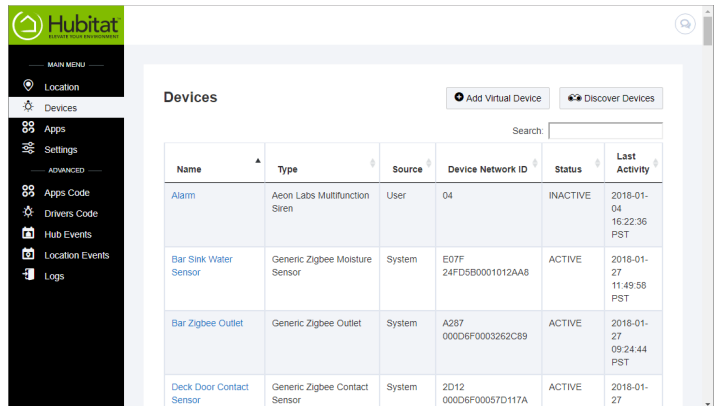 Hubitat
ELEVATE YOUR ENVIRONMENT
MAIN MENU
Location
Devices
Apps
Settings
ADVANCED
Apps Code
Drivers Code
Hub Events
Location Events
Logs
Devices
Add Virtual Device
Discover Devices
Search:
Name Type Source Device Network ID Status Last
Activity
Alarm Aeon Labs Multifunction User 04 INACTIVE 2018-01-
Siren 04
16:22:36
PST
Bar Sink Water Generic Zigbee Moisture System E07F ACTIVE 2018-01-
Sensor Sensor 24FD5B0001012AA8 27
11:49:58
PST
Bar Zigbee Outlet Generic Zigbee Outlet System A287 ACTIVE 2018-01-
000D6F0003262C89 27
09:24:44
PST
Deck Door Contact Generic Zigbee Contact System 2D12 ACTIVE 2018-01-
Sensor Sensor 000D6F00057D117A 27